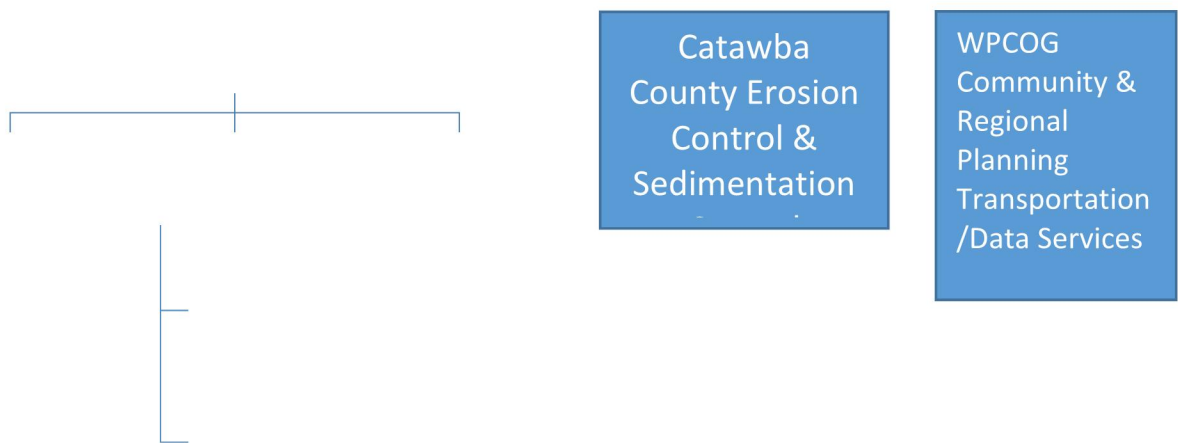 Catawba
County Erosion
Control &
Sedimentation
WPCOG
Community &
Regional
Planning
Transportation
/Data Services